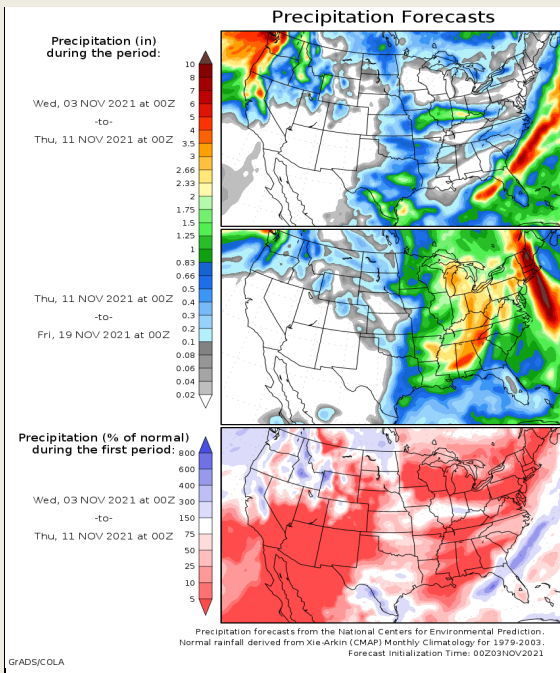 Precipitation Forecasts
Precipitation (in)
during the period:
Wed, 03 NOV 2021 at 00Z
-to-
Thu, 11 NOV 2021 at 00Z
10
8
7
6
5
4
3.5
3
2.66
2.33
2
1.75
1.5
1.25
1
0.83
0.66
0.5
0.4
0.3
0.2
0.1
0.08
0.06
0.04
0.02
Thu, 11 NOV 2021 at 00Z
-to-
Fri, 19 NOV 2021 at 00Z
Precipitation (% of normal)
during the first period:
Wed, 03 NOV 2021 at 00Z
-to-
Thu, 11 NOV 2021 at 00Z
800
600
400
300
150
75
50
25
10
5
Precipitation forecasts from the National Centers for Environmental Prediction.
Normal rainfall derived from Xie-Arkin (CMAP) Monthly Climatology for 1979-2003.
Forecast Initialization Time: 00Z03NOV2021
GrADS/COLA